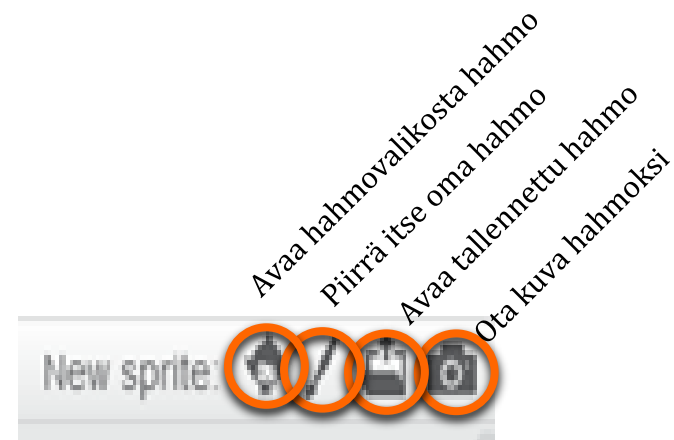 Avaa hahmovalikosta hahmo
Piirrä itse oma hahmo
Avaa tallennettu hahmo
Ota kuva hahmoksi
New sprite: